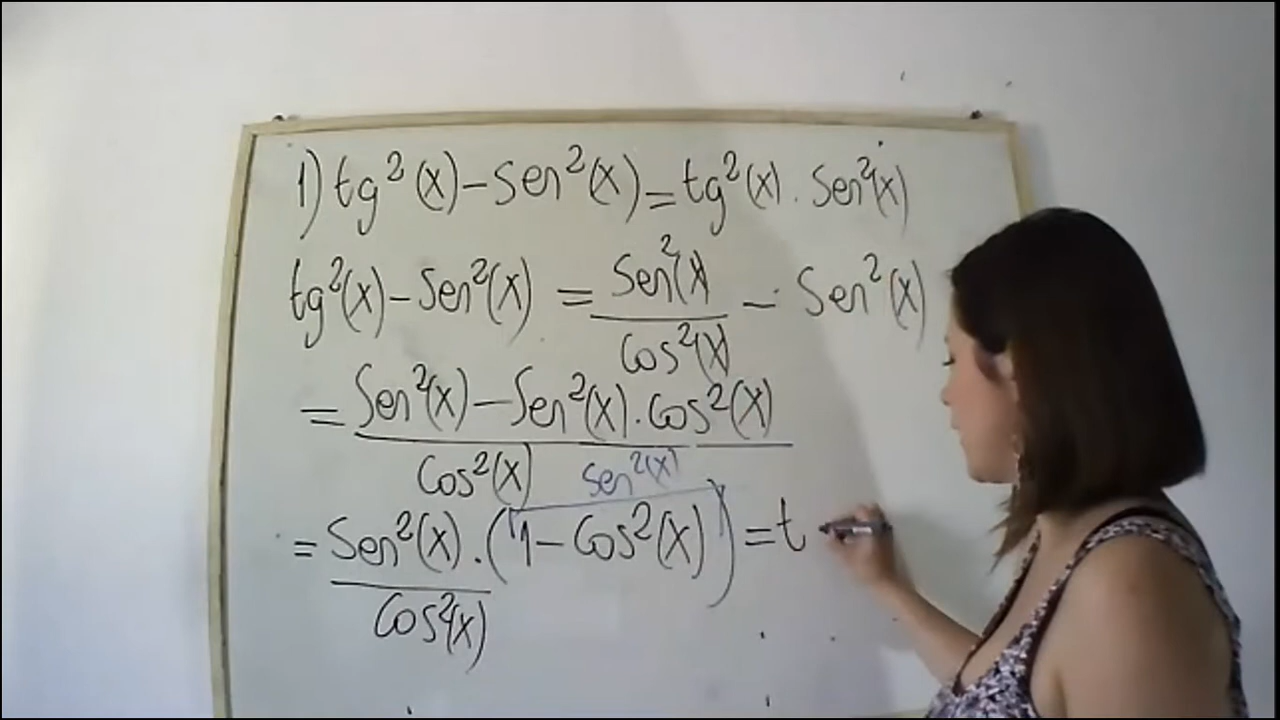 1) tg²(x) - Sen²(x) = tg²(x) . Sen²(x)
tg²(x) - Sen²(x) = Sen²(x) / Cos²(x) - Sen²(x)
= Sen²(x) - Sen²(x) . Cos²(x) / Cos²(x)
Sen²(x)
= Sen²(x) / Cos²(x) . (1 - Cos²(x)) = t